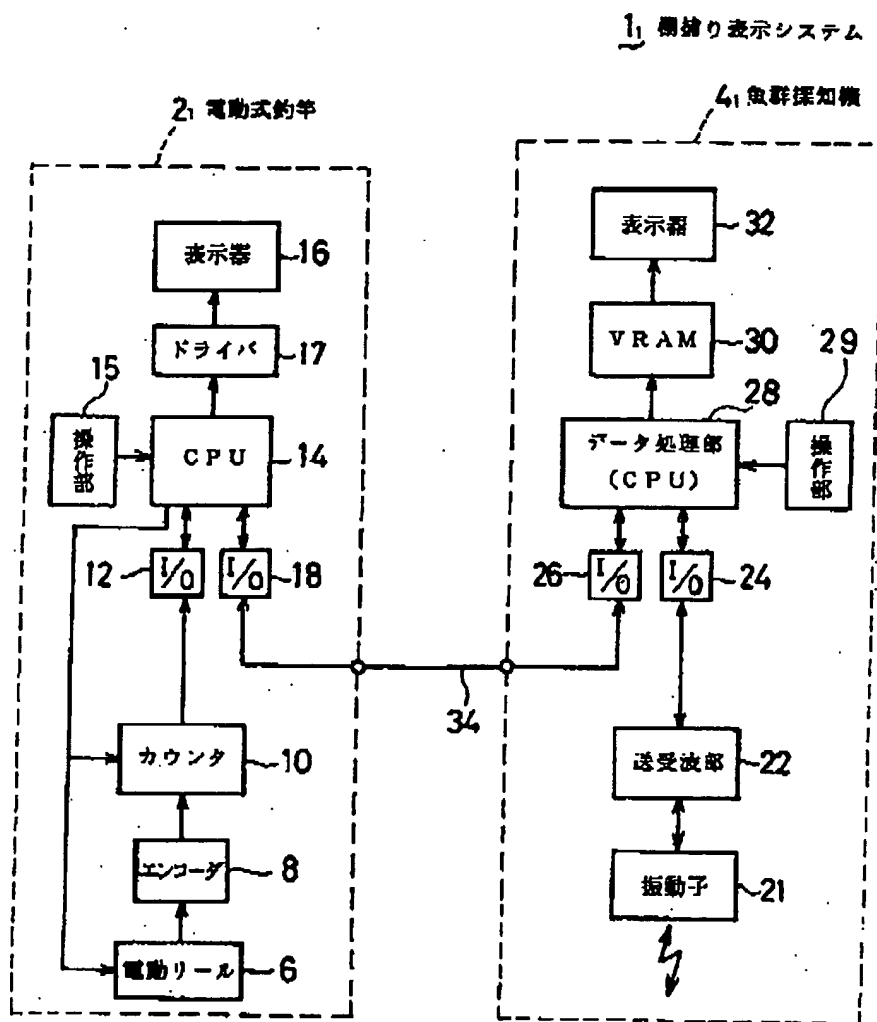 1₁ 棚捕り表示システム
2₁ 電動式釣竿
4₁ 魚群探知機
表示器 16
ドライバ 17
15
操作部
CPU 14
12 I/O
I/O 18
カウンタ 10
エンコーダ 8
電動リール 6
34
表示器 32
VRAM 30
29
28
データ処理部
(CPU)
操作部
26 I/O
I/O 24
送受波部 22
振動子 21